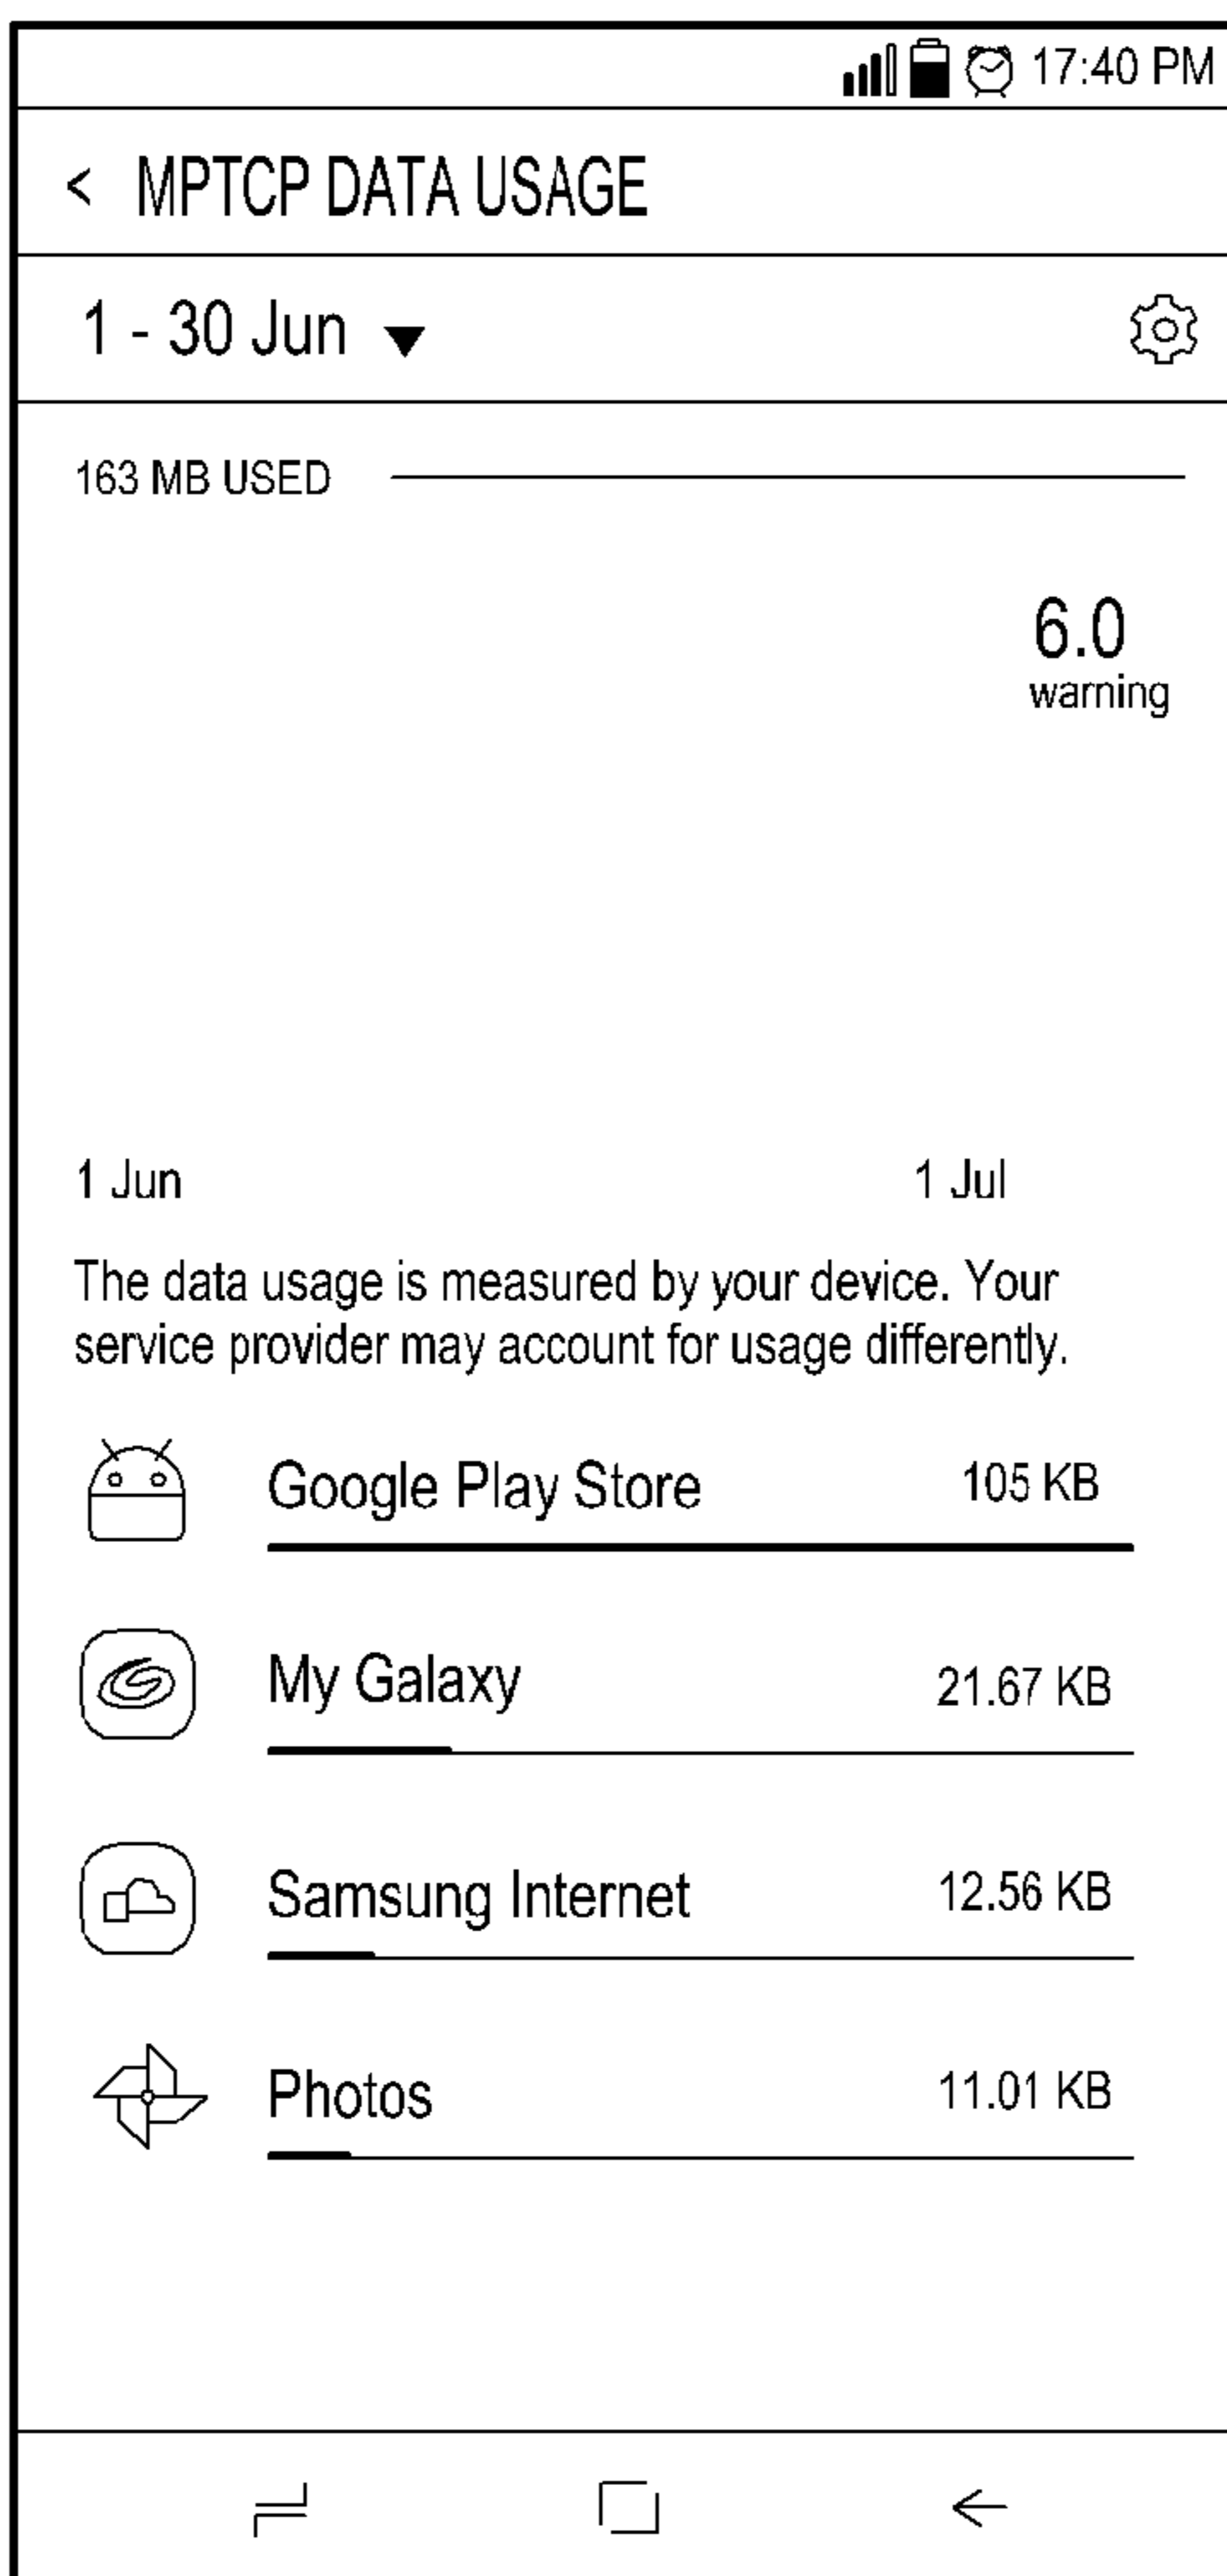 17:40 PM
< MPTCP DATA USAGE
1 - 30 Jun
163 MB USED
6.0
warning
1 Jun 1 Jul
The data usage is measured by your device. Your
service provider may account for usage differently.
Google Play Store 105 KB
My Galaxy 21.67 KB
Samsung Internet 12.56 KB
Photos 11.01 KB